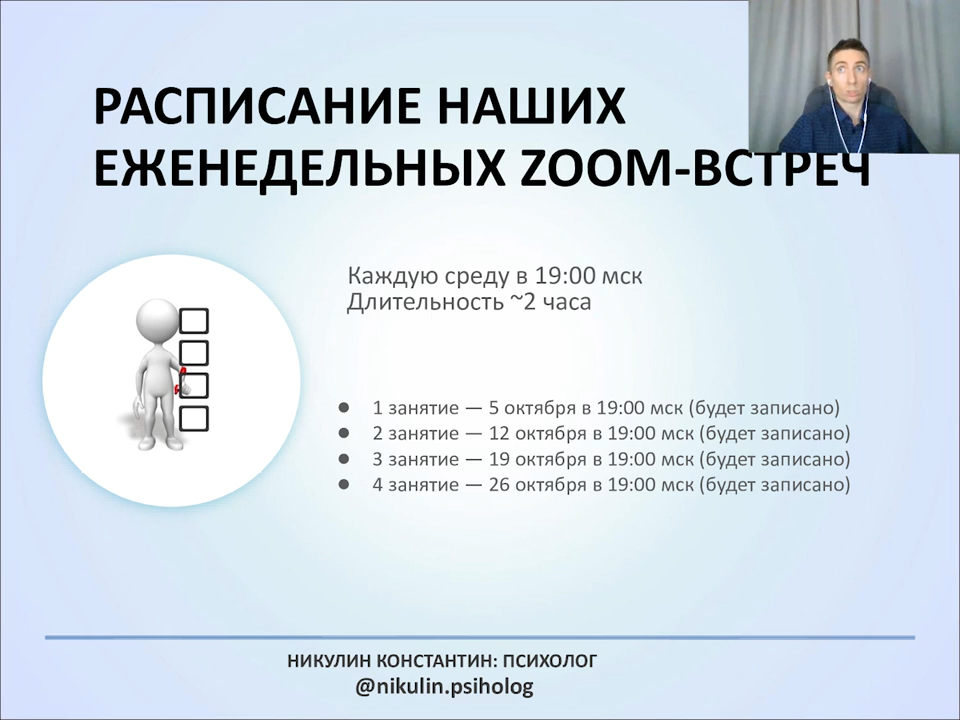 РАСПИСАНИЕ НАШИХ
ЕЖЕНЕДЕЛЬНЫХ ZOOM-ВСТРЕЧ
Каждую среду в 19:00 мск
Длительность ~2 часа
● 1 занятие — 5 октября в 19:00 мск (будет записано)
● 2 занятие — 12 октября в 19:00 мск (будет записано)
● 3 занятие — 19 октября в 19:00 мск (будет записано)
● 4 занятие — 26 октября в 19:00 мск (будет записано)
НИКУЛИН КОНСТАНТИН: ПСИХОЛОГ
@nikulin.psiholog